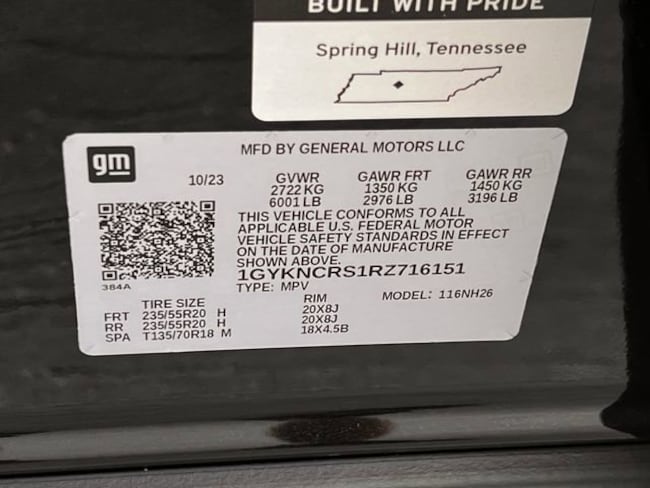 BUILT WITH PRIDE
Spring Hill, Tennessee
gm
MFD BY GENERAL MOTORS LLC
10/23
GVWR GAWR FRT GAWR RR
2722 KG 1350 KG 1450 KG
6001 LB 2976 LB 3196 LB
THIS VEHICLE CONFORMS TO ALL
APPLICABLE U.S. FEDERAL MOTOR
VEHICLE SAFETY STANDARDS IN EFFECT
ON THE DATE OF MANUFACTURE
SHOWN ABOVE.
1GYKNCRS1RZ716151
384A
TYPE: MPV MODEL: 116NH26
TIRE SIZE RIM
FRT 235/55R20 H 20X8J
RR 235/55R20 H 20X8J
SPA T135/70R18 M 18X4.5B